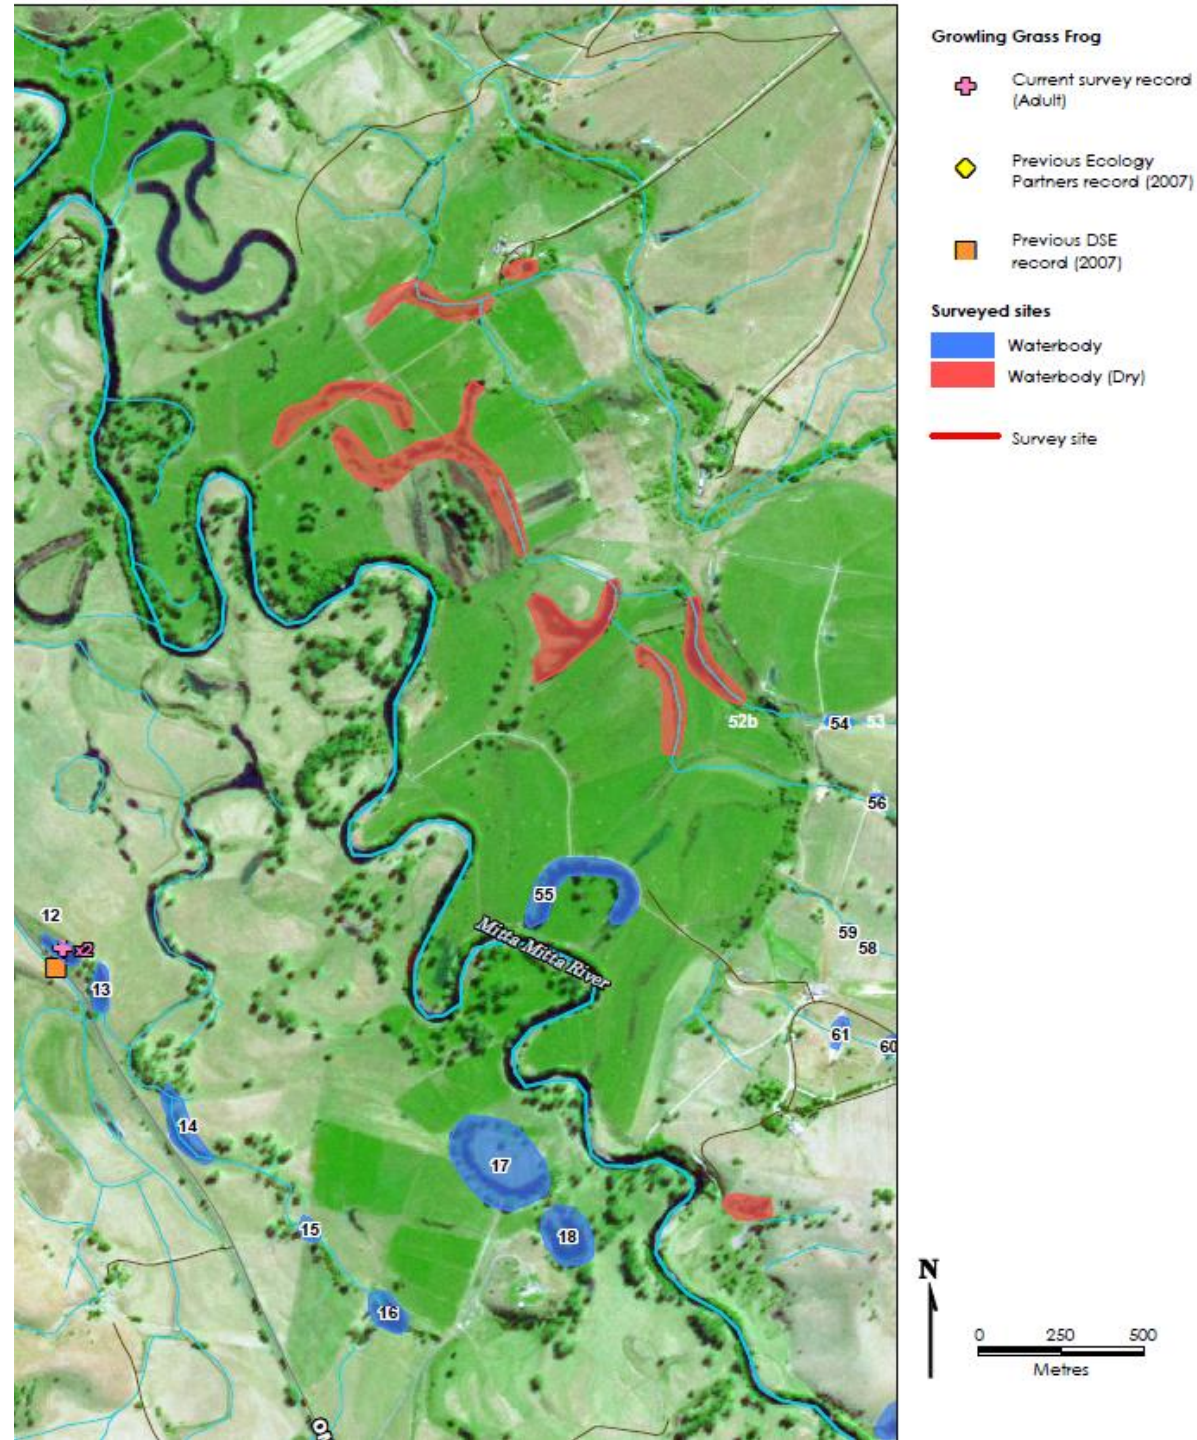 Growling Grass Frog
Current survey record
(Adult)
Previous Ecology
Partners record (2007)
Previous DSE
record (2007)
Surveyed sites
Waterbody
Waterbody (Dry)
Survey site
52b
54
53
56
55
59
58
12
x2
13
Mitta Mitta River
61
60
14
17
15
18
16
N
0 250 500
Metres